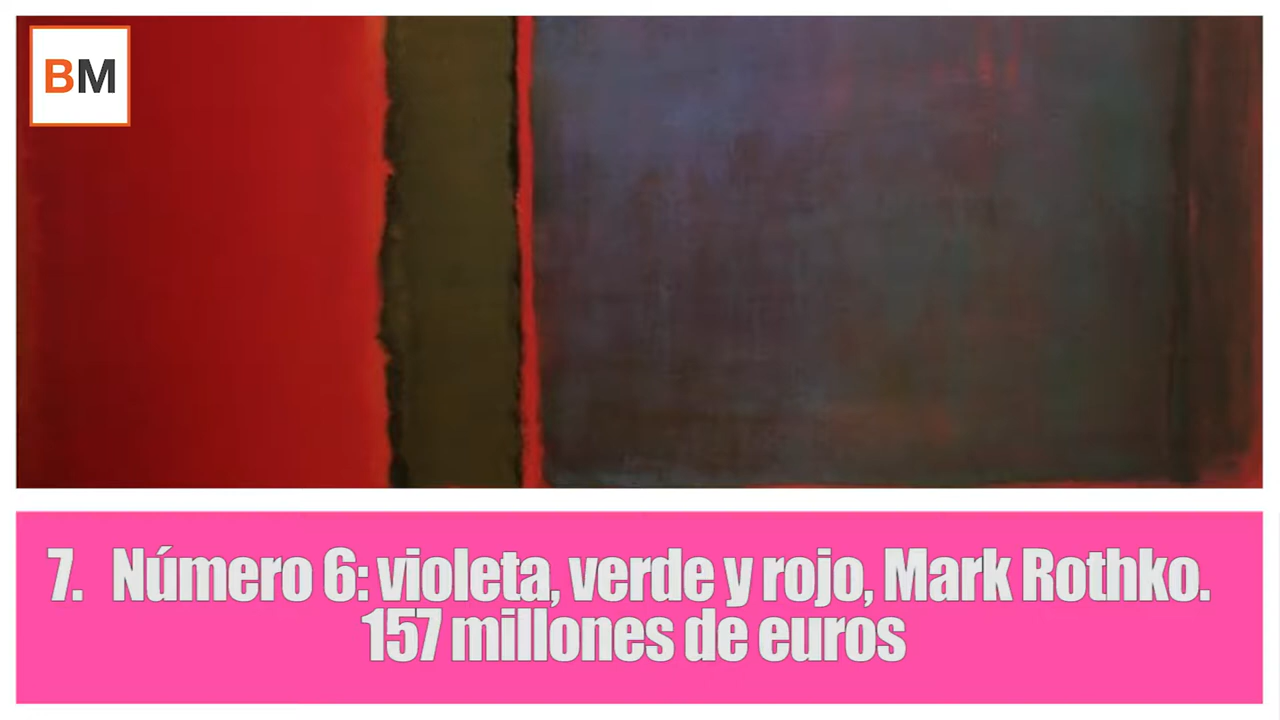 BM
7. Número 6: violeta, verde y rojo, Mark Rothko.
157 millones de euros